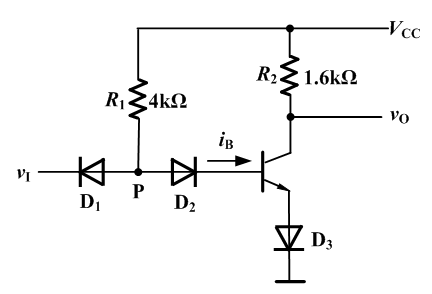 V_CC
R_2 1.6kΩ
R_1 4kΩ
v_O
i_B
v_I
D_1
P
D_2
D_3